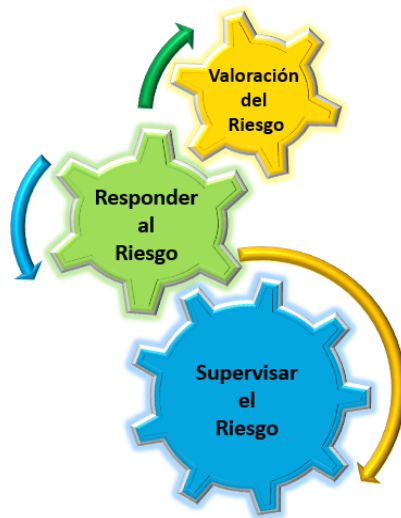 Valoración
del
Riesgo
Responder
al
Riesgo
Supervisar
el
Riesgo